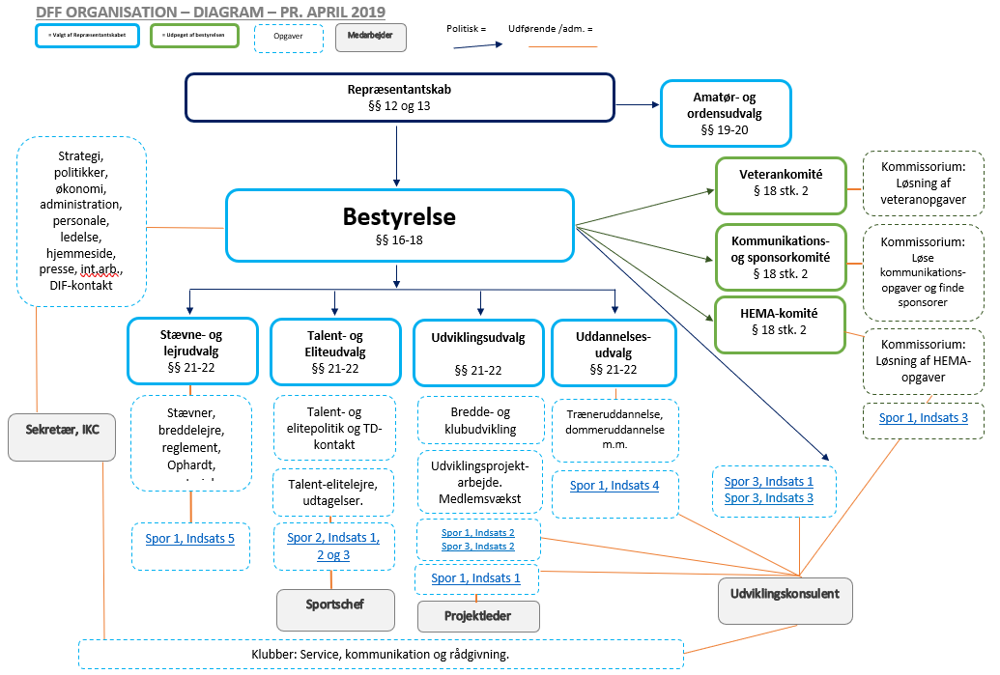 DFF ORGANISATION – DIAGRAM – PR. APRIL 2019
= Valgt af Repræsentantskabet
= Udpeget af bestyrelsen
Opgaver
Medarbejder
Politisk =
Udførende /adm. =
Repræsentantskab
§§ 12 og 13
Amatør- og
ordensudvalg
§§ 19-20
Strategi,
politikker,
økonomi,
administration,
personale,
ledelse,
hjemmeside,
presse, int.arb.,
DIF-kontakt
Bestyrelse
§§ 16-18
Veterankomité
§ 18 stk. 2
Kommissorium:
Løsning af
veteranopgaver
Kommunikations-
og sponsorkomité
§ 18 stk. 2
Kommissorium:
Løse
kommunikations-
opgaver og finde
sponsorer
HEMA-komité
§ 18 stk. 2
Kommissorium:
Løsning af HEMA-
opgaver
Spor 1, Indsats 3
Stævne- og
lejrudvalg
§§ 21-22
Talent- og
Eliteudvalg
§§ 21-22
Udviklingsudvalg
§§ 21-22
Uddannelses-
udvalg
§§ 21-22
Stævner,
breddelejre,
reglement,
Ophardt,
Talent- og
elitepolitik og TD-
kontakt
Bredde- og
klubudvikling
Træneruddannelse,
dommeruddannelse
m.m.
Sekretær, IKC
Talent-elitelejre,
udtagelser.
Udviklingsprojekt-
arbejde.
Medlemsvækst
Spor 1, Indsats 4
Spor 3, Indsats 1
Spor 3, Indsats 3
Spor 1, Indsats 5
Spor 2, Indsats 1,
2 og 3
Spor 1, Indsats 2
Spor 3, Indsats 2
Spor 1, Indsats 1
Sportschef
Projektleder
Udviklingskonsulent
Klubber: Service, kommunikation og rådgivning.